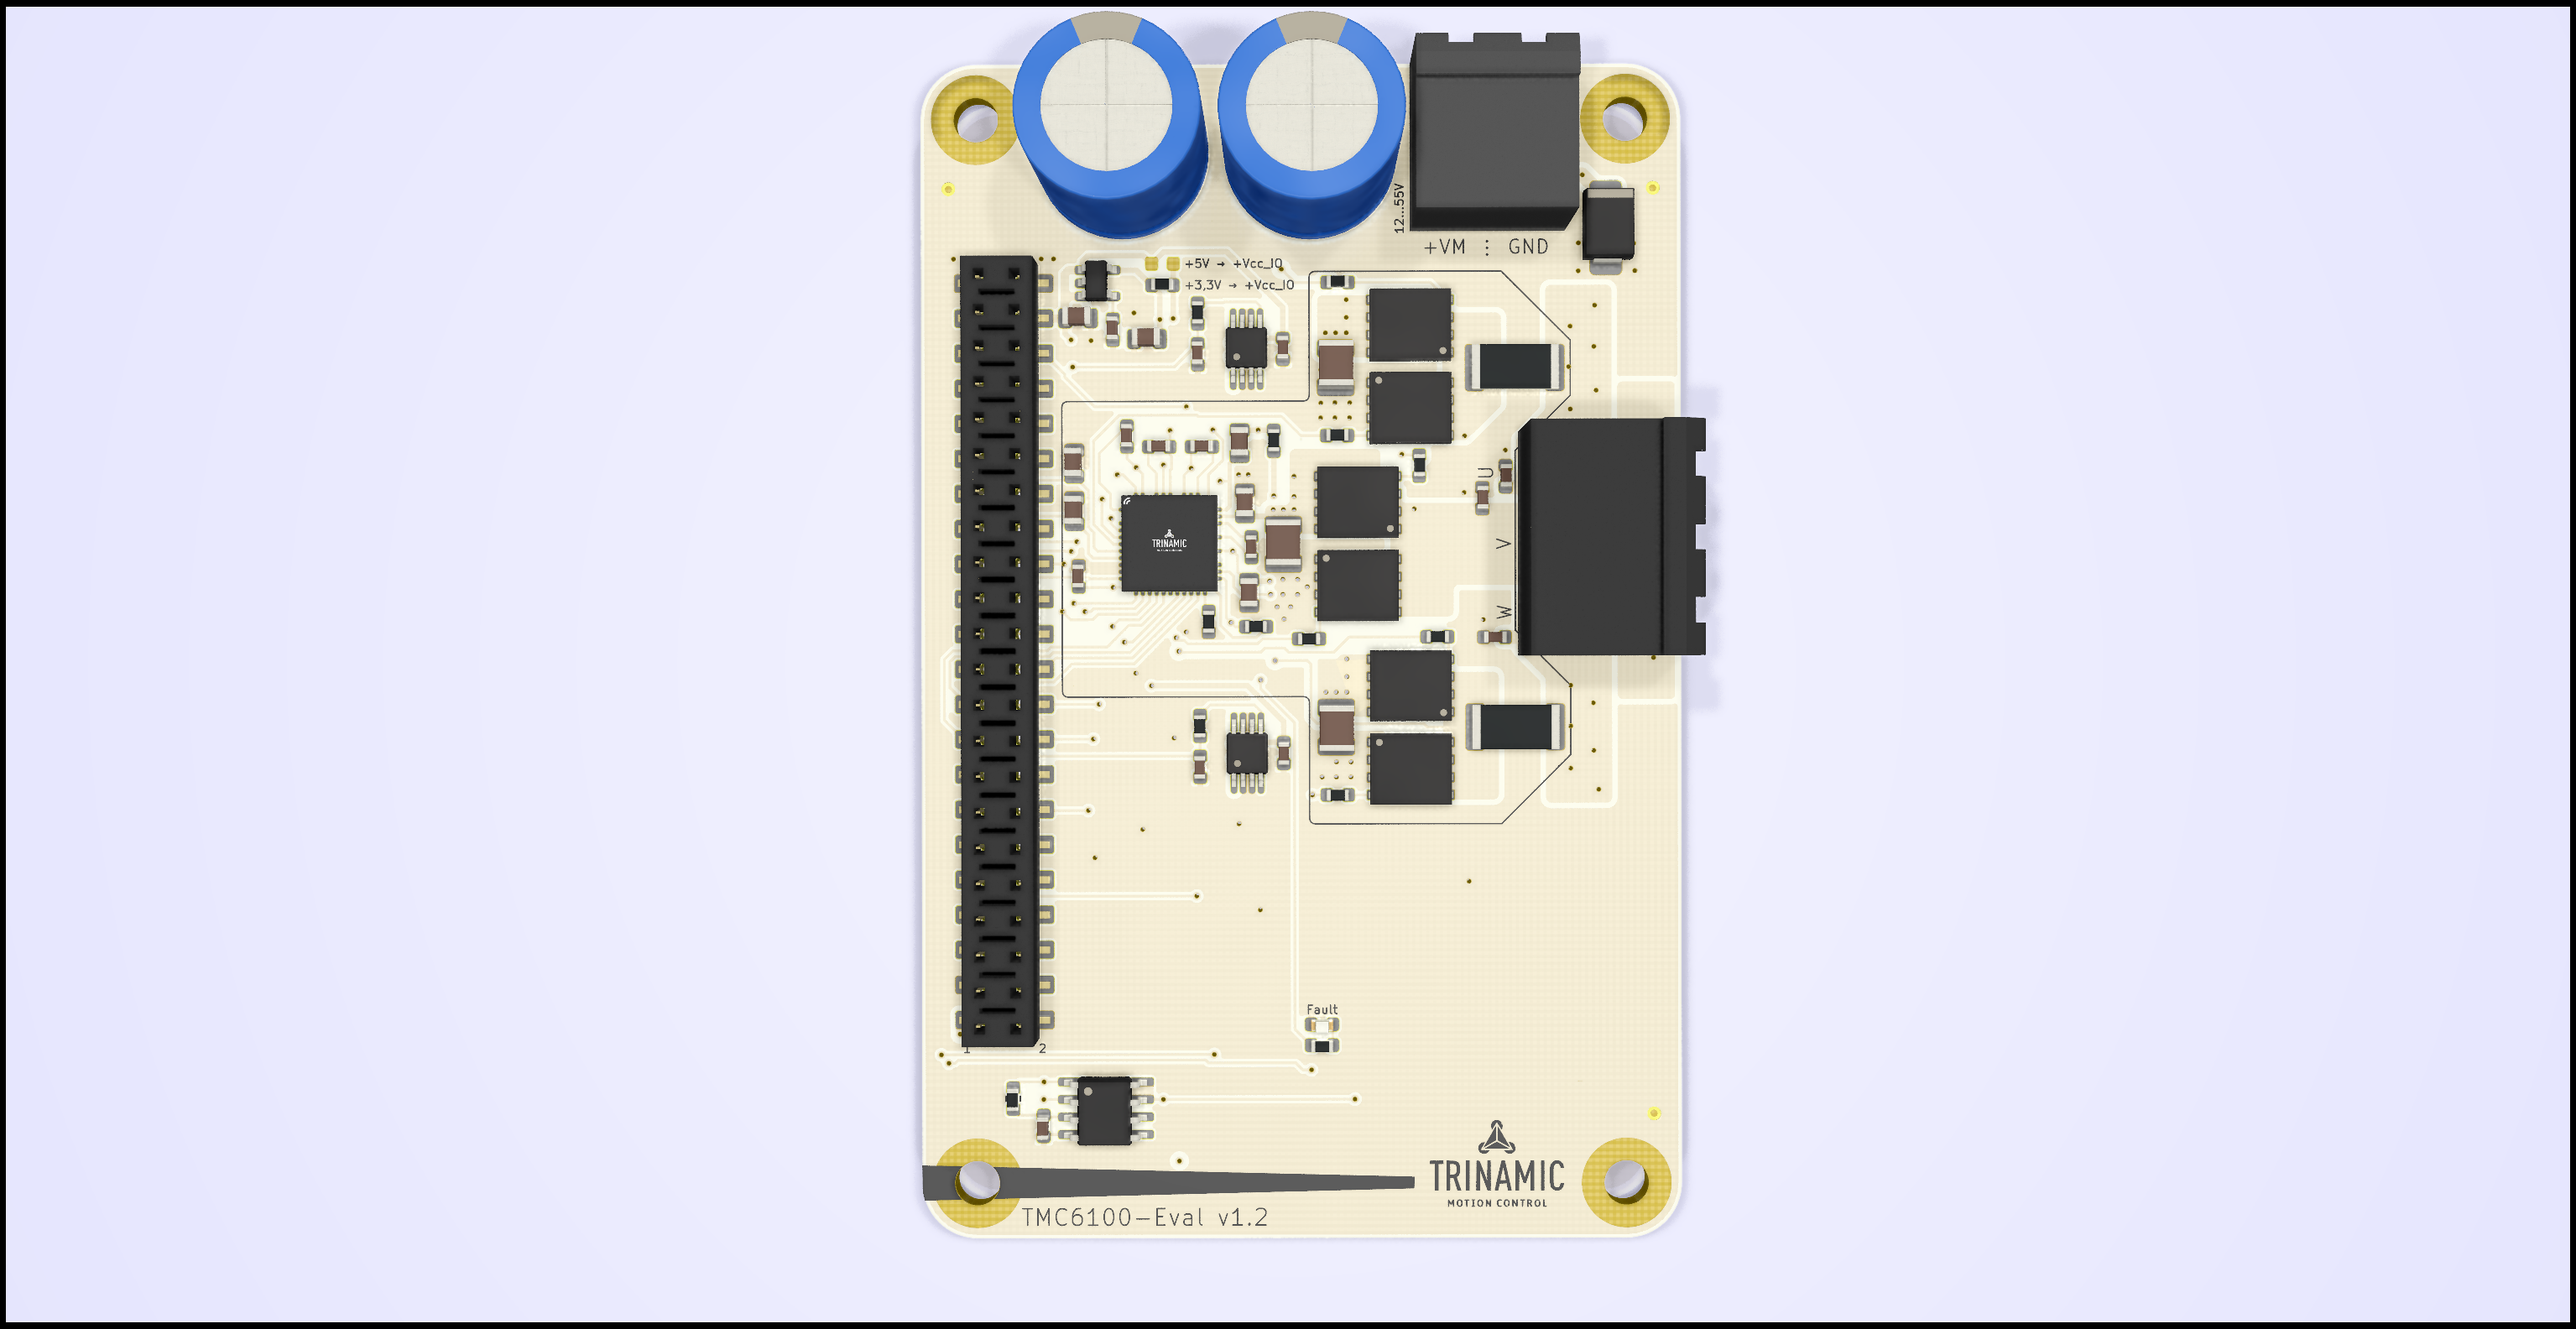 12...55V
+VM ⋮ GND
+5V → +Vcc_IO
+3,3V → +Vcc_IO
U
TRINAMIC
V
W
Fault
1 2
TRINAMIC
MOTION CONTROL
TMC6100-Eval v1.2